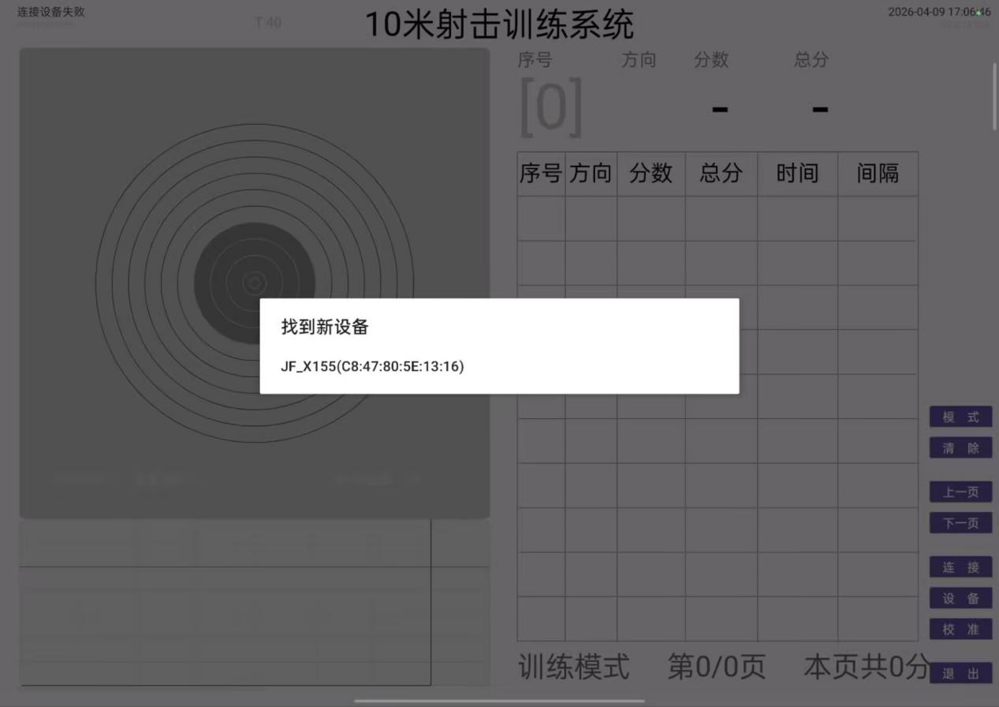 连接设备失败
T 40
10米射击训练系统
2026-04-09 17:06:46
序号 方向 分数 总分
[0] - -
序号 方向 分数 总分 时间 间隔
找到新设备
JF_X155(C8:47:80:5E:13:16)
模 式
清 除
上一页
下一页
连 接
设 备
校 准
训练模式 第0/0页 本页共0分
退 出